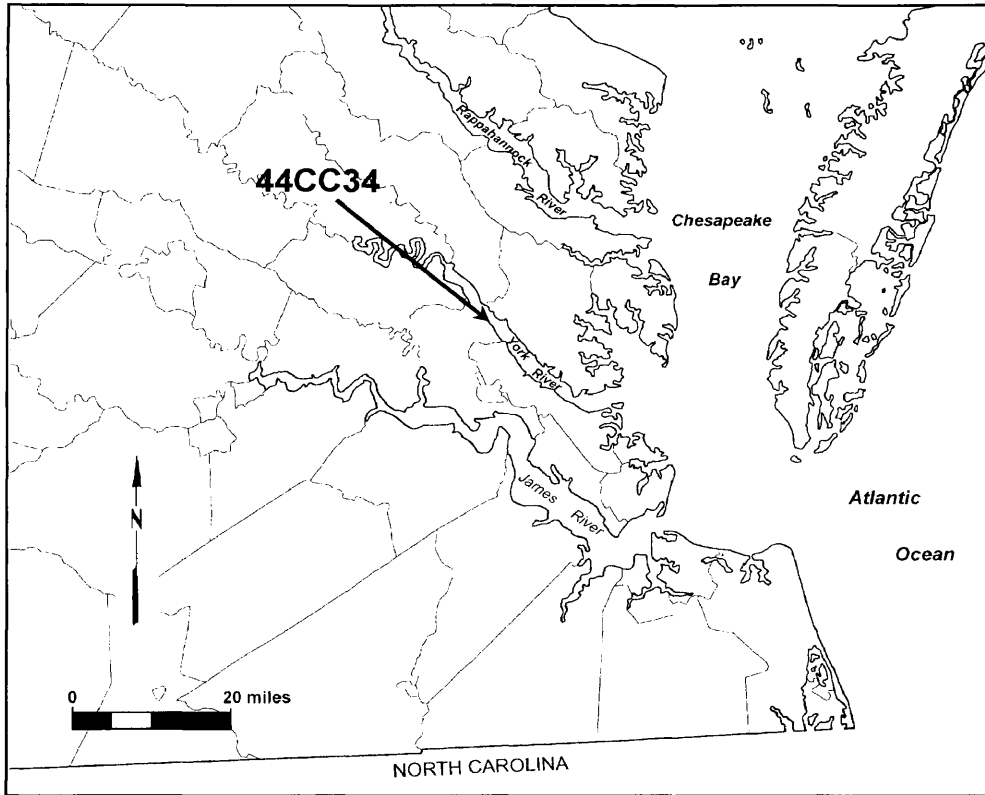 Rappahannock
River
44CC34
Chesapeake
Bay
York River
James
River
Atlantic
Ocean
N
0 20 miles
NORTH CAROLINA